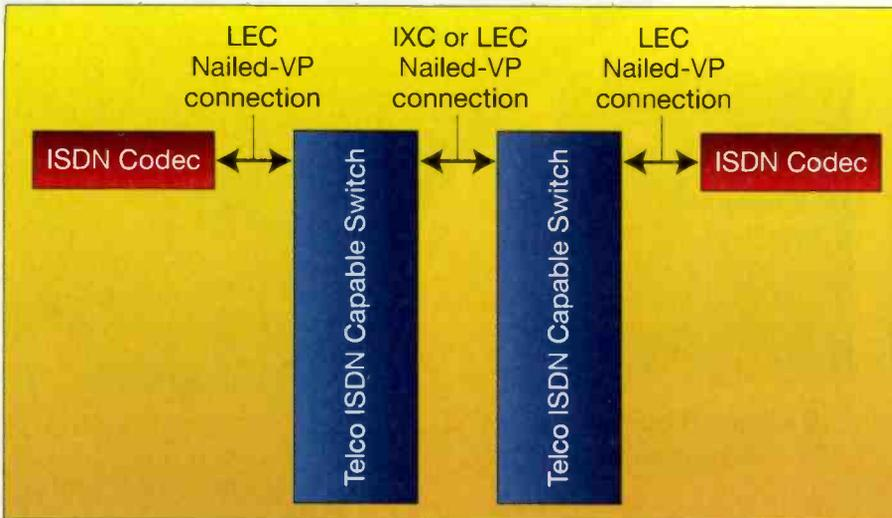 LEC
Nailed-VP
connection
IXC or LEC
Nailed-VP
connection
LEC
Nailed-VP
connection
ISDN Codec
Telco ISDN Capable Switch
Telco ISDN Capable Switch
ISDN Codec